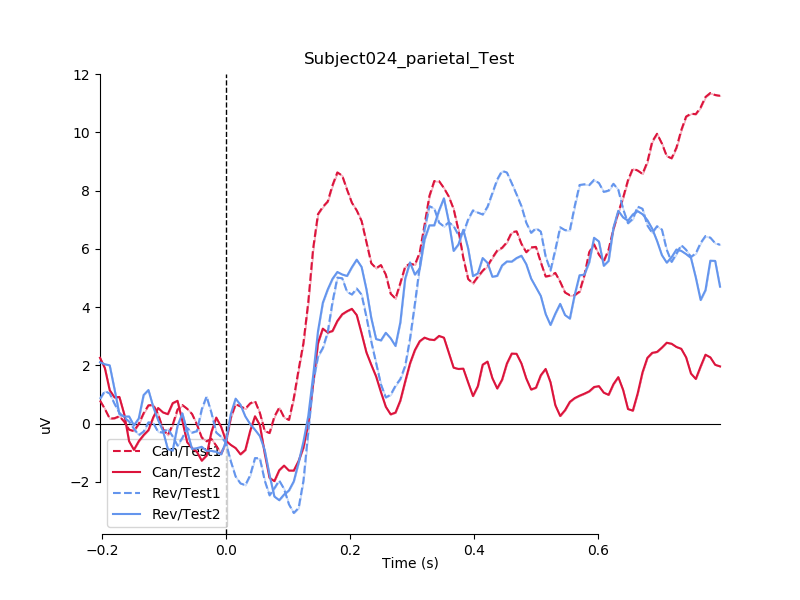 Subject024_parietal_Test
12
10
8
6
4
2
0
−2
uV
Can/Test1
Can/Test2
Rev/Test1
Rev/Test2
−0.2 0.0 0.2 0.4 0.6
Time (s)